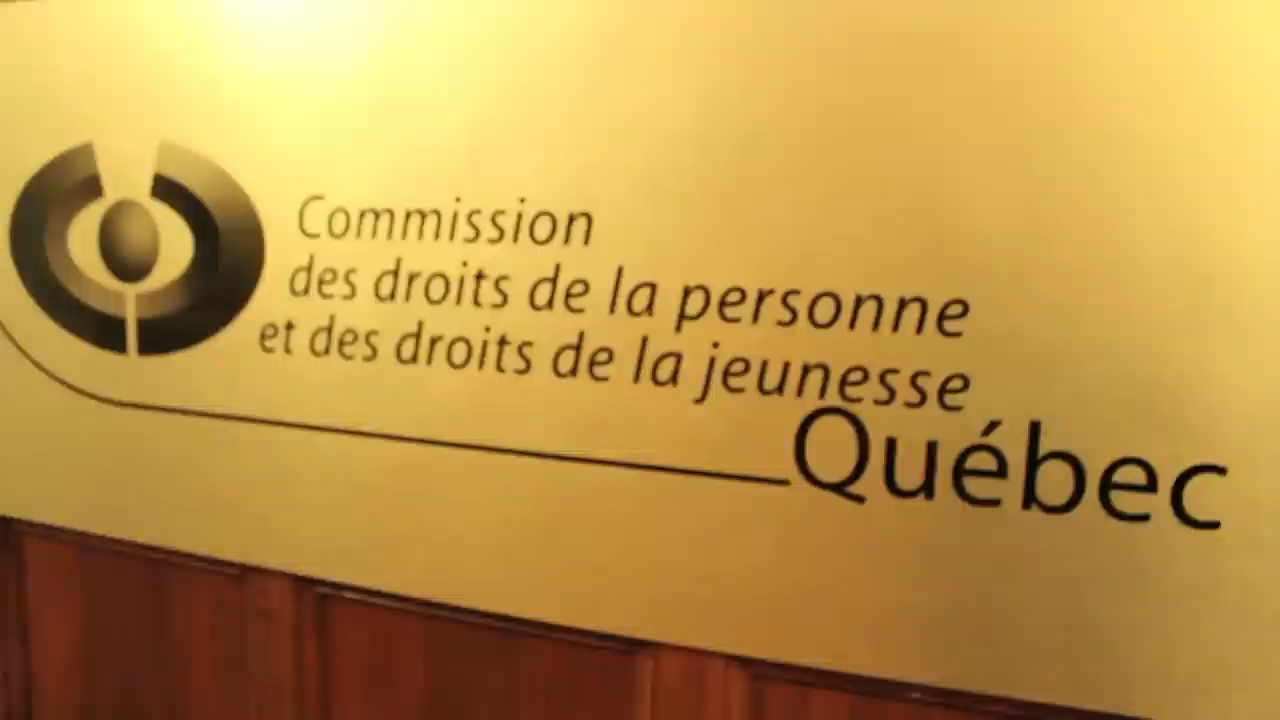 Commission
des droits de la personne
et des droits de la jeunesse
Québec